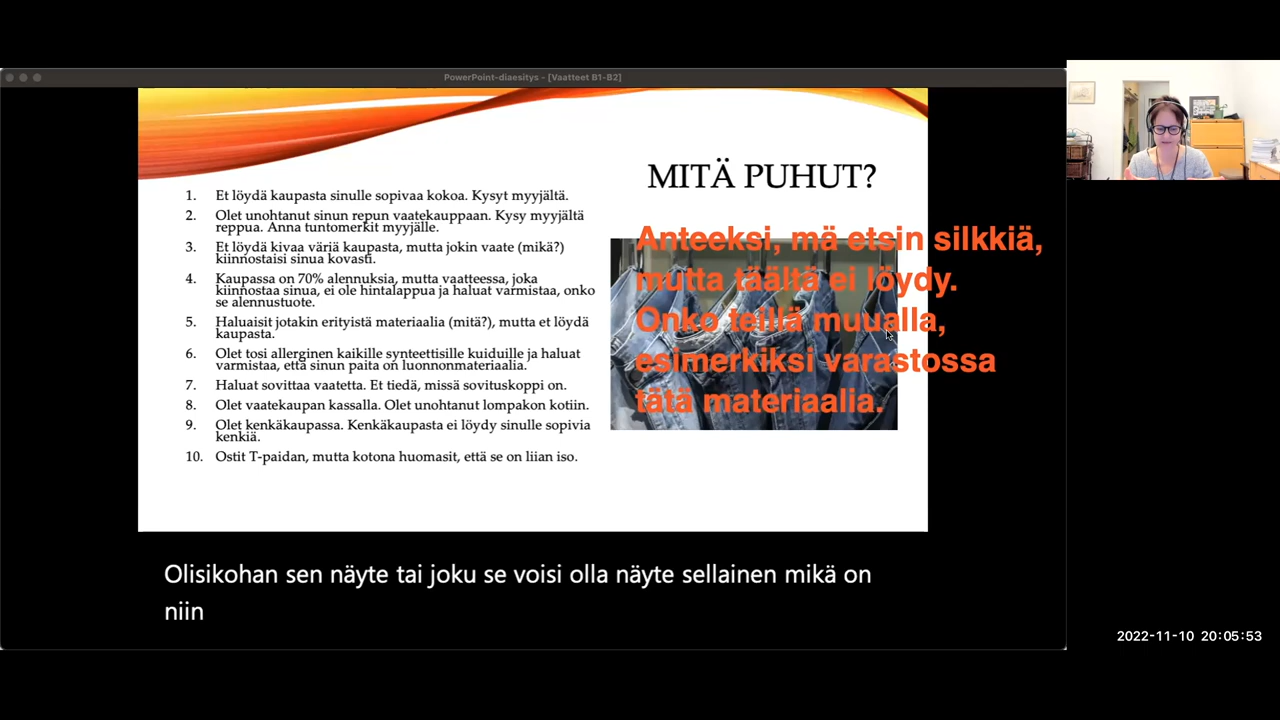 PowerPoint-diaesitys - [Vaatteet B1-B2]
MITÄ PUHUT?
1. Et löydä kaupasta sinulle sopivaa kokoa. Kysyt myyjältä.
2. Olet unohtanut sinun repun vaatekauppaan. Kysy myyjältä
reppua. Anna tuntomerkit myyjälle.
3. Et löydä kivaa väriä kaupasta, mutta jokin vaate (mikä?)
kiinnostaisi sinua kovasti.
4. Kaupassa on 70% alennuksia, mutta vaatteessa, joka
kiinnostaa sinua, ei ole hintalappua ja haluat varmistaa, onko
se alennustuote.
5. Haluaisit jotakin erityistä materiaalia (mitä?), mutta et löydä
kaupasta.
6. Olet tosi allerginen kaikille synteettisille kuiduille ja haluat
varmistaa, että sinun paita on luonnonmateriaalia.
7. Haluat sovittaa vaatetta. Et tiedä, missä sovituskoppi on.
8. Olet vaatekaupan kassalla. Olet unohtanut lompakon kotiin.
9. Olet kenkäkaupassa. Kenkäkaupasta ei löydy sinulle sopivia
kenkiä.
10. Ostit T-paidan, mutta kotona huomasit, että se on liian iso.
Anteeksi, mä etsin silkkiä,
mutta täältä ei löydy.
Onko teillä muualla,
esimerkiksi varastossa
tätä materiaalia.
Olisikohan sen näyte tai joku se voisi olla näyte sellainen mikä on
niin
2022-11-10 20:05:53